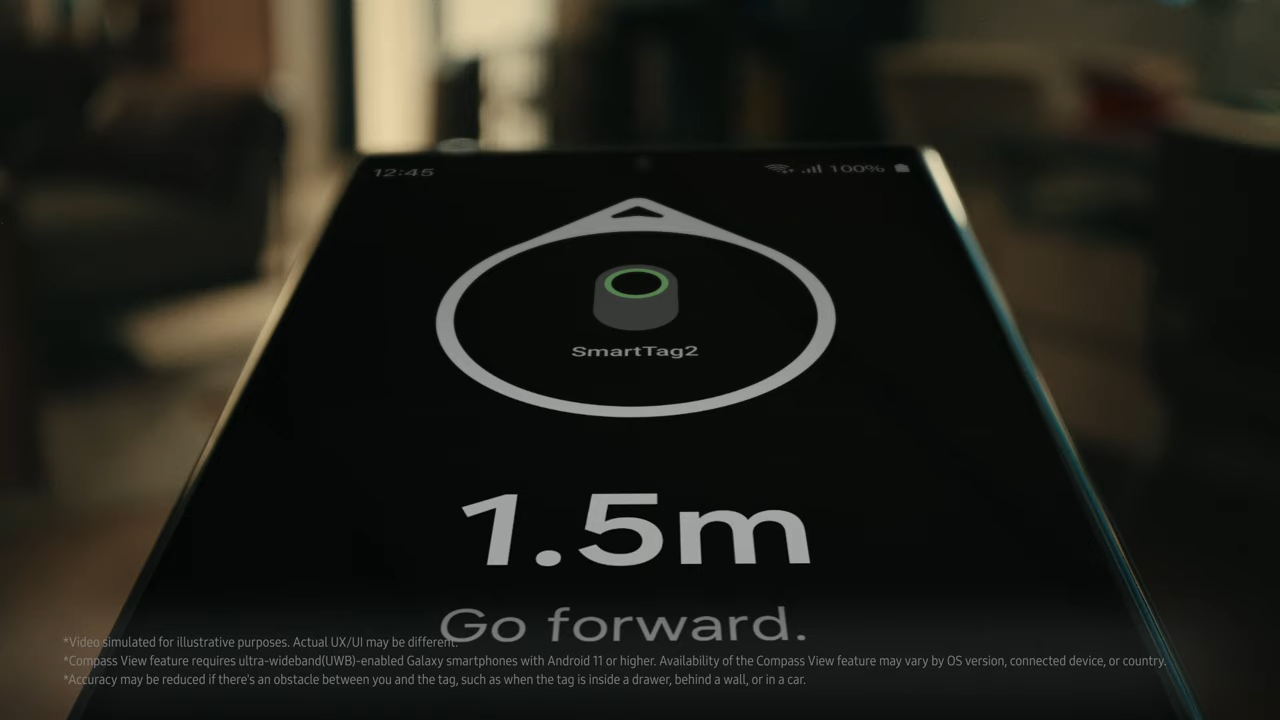 12:45
100%
SmartTag2
1.5m
Go forward.
*Video simulated for illustrative purposes. Actual UX/UI may be different.
*Compass View feature requires ultra-wideband(UWB)-enabled Galaxy smartphones with Android 11 or higher. Availability of the Compass View feature may vary by OS version, connected device, or country.
*Accuracy may be reduced if there's an obstacle between you and the tag, such as when the tag is inside a drawer, behind a wall, or in a car.